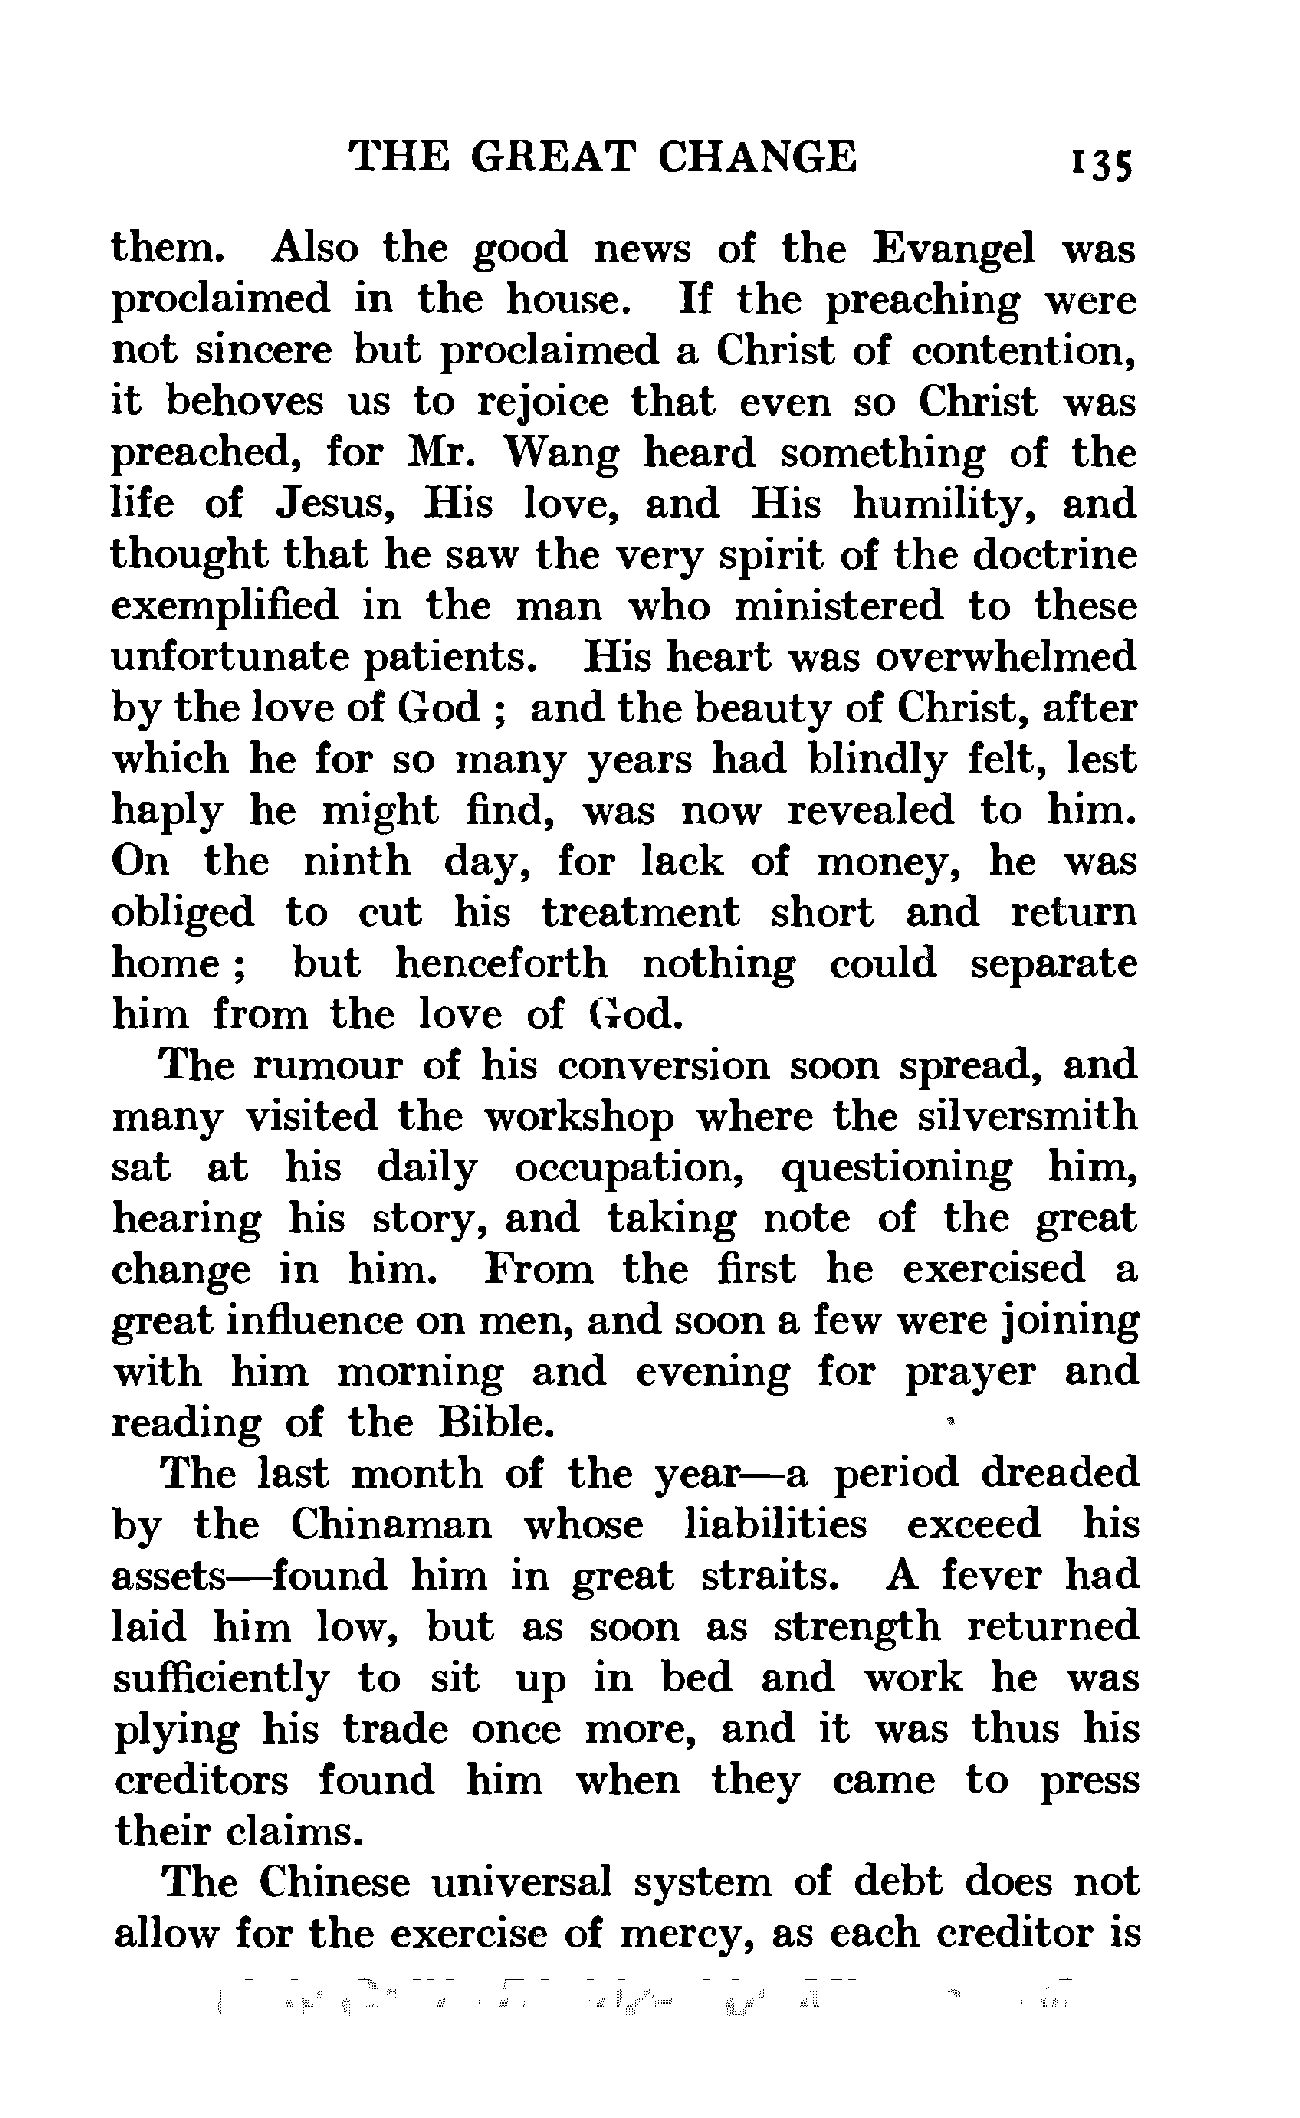 THE GREAT CHANGE 135
them. Also the good news of the Evangel was
proclaimed in the house. If the preaching were
not sincere but proclaimed a Christ of contention,
it behoves us to rejoice that even so Christ was
preached, for Mr. Wang heard something of the
life of Jesus, His love, and His humility, and
thought that he saw the very spirit of the doctrine
exemplified in the man who ministered to these
unfortunate patients. His heart was overwhelmed
by the love of God ; and the beauty of Christ, after
which he for so many years had blindly felt, lest
haply he might find, was now revealed to him.
On the ninth day, for lack of money, he was
obliged to cut his treatment short and return
home ; but henceforth nothing could separate
him from the love of God.
The rumour of his conversion soon spread, and
many visited the workshop where the silversmith
sat at his daily occupation, questioning him,
hearing his story, and taking note of the great
change in him. From the first he exercised a
great influence on men, and soon a few were joining
with him morning and evening for prayer and
reading of the Bible.
The last month of the year—a period dreaded
by the Chinaman whose liabilities exceed his
assets—found him in great straits. A fever had
laid him low, but as soon as strength returned
sufficiently to sit up in bed and work he was
plying his trade once more, and it was thus his
creditors found him when they came to press
their claims.
The Chinese universal system of debt does not
allow for the exercise of mercy, as each creditor is